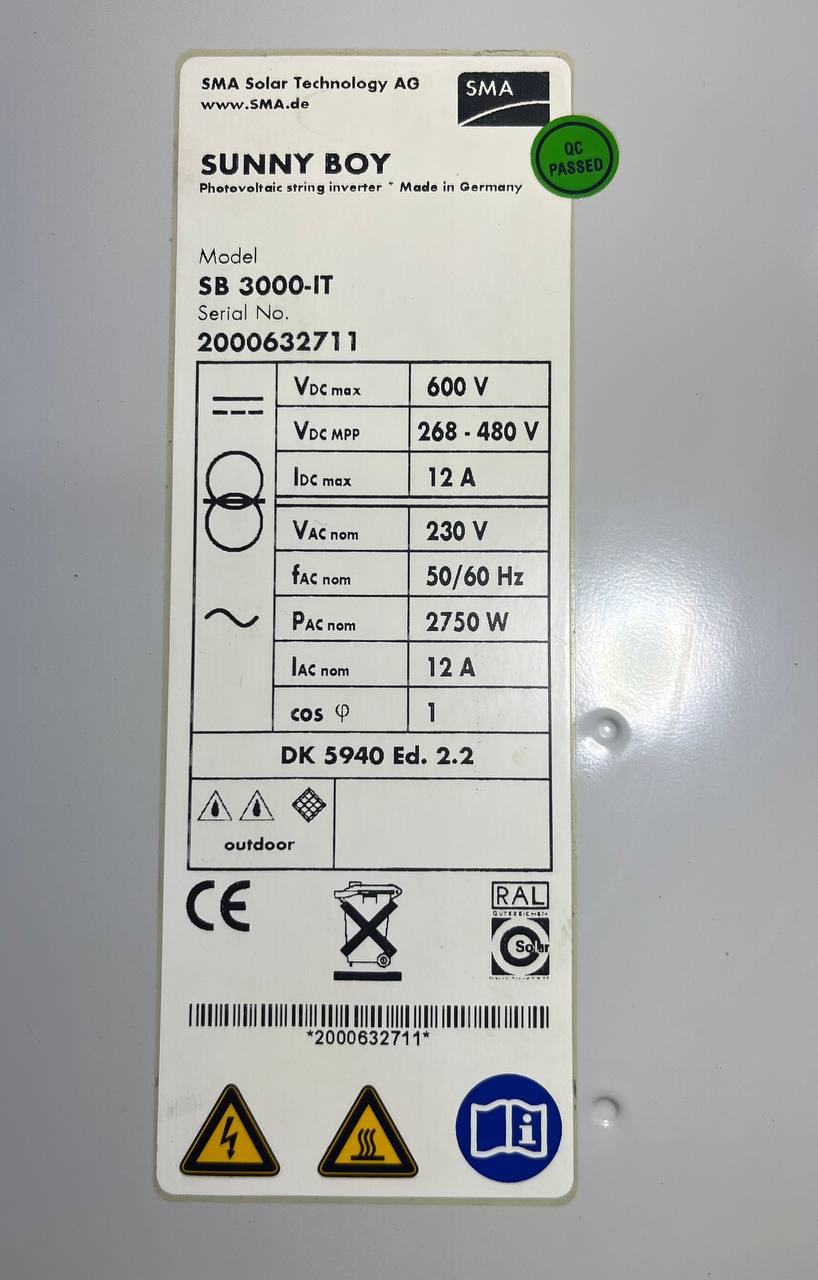 SMA Solar Technology AG
www.SMA.de
SMA
QC
PASSED
SUNNY BOY
Photovoltaic string inverter * Made in Germany
Model
SB 3000-IT
Serial No.
2000632711
VDC max 600 V
VDC MPP 268 - 480 V
IDC max 12 A
VAC nom 230 V
fAC nom 50/60 Hz
PAC nom 2750 W
IAC nom 12 A
cos φ 1
DK 5940 Ed. 2.2
outdoor
CE
RAL
GÜTEZEICHEN
Solar
*2000632711*
i